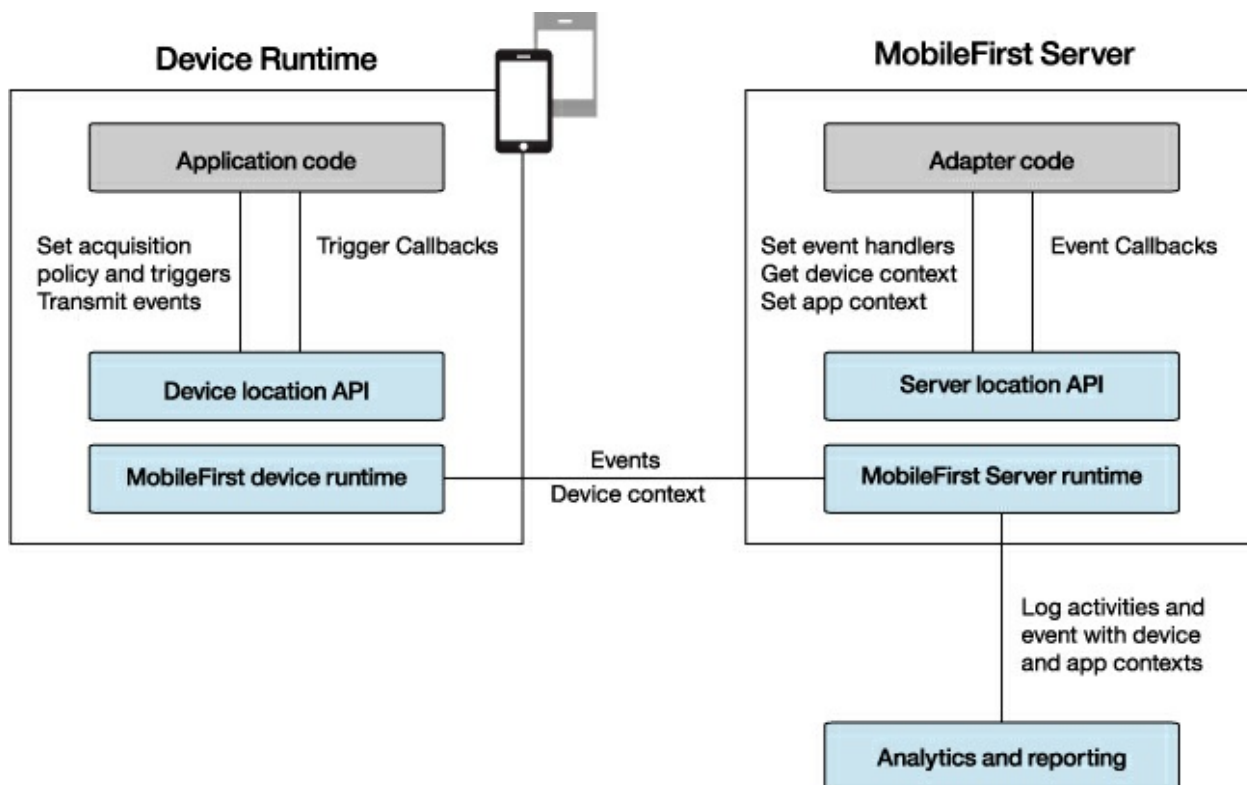 Device Runtime
MobileFirst Server
Application code
Adapter code
Set acquisition
policy and triggers
Transmit events
Trigger Callbacks
Set event handlers
Get device context
Set app context
Event Callbacks
Device location API
Server location API
MobileFirst device runtime
Events
Device context
MobileFirst Server runtime
Log activities and
event with device
and app contexts
Analytics and reporting